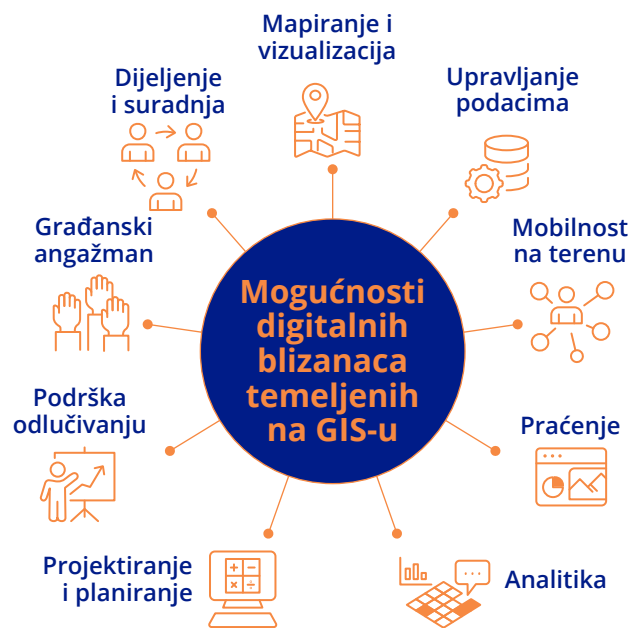 Mapiranje i
vizualizacija
Dijeljenje
i suradnja
Upravljanje
podacima
Građanski
angažman
Mobilnost
na terenu
Mogućnosti
digitalnih
blizanaca
temeljenih
na GIS-u
Podrška
odlučivanju
Praćenje
Projektiranje
i planiranje
Analitika